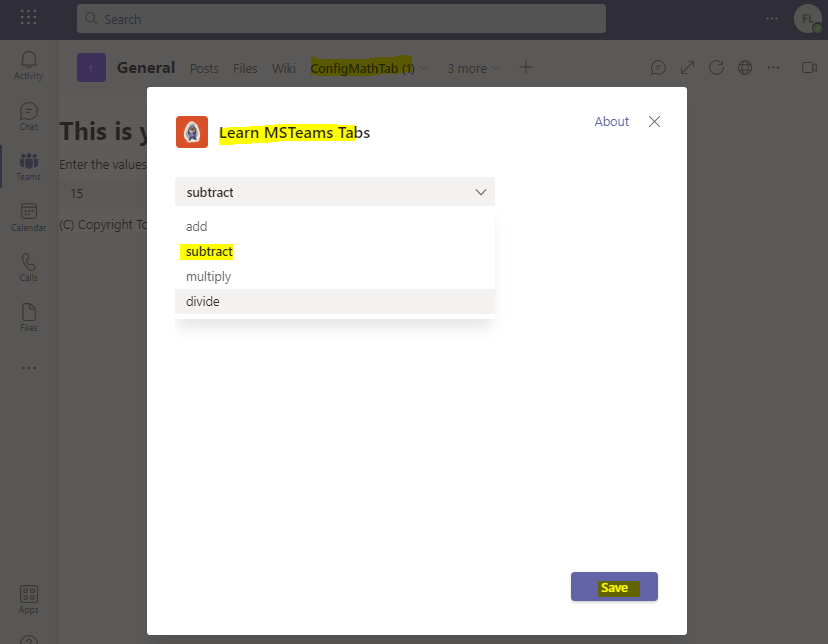 Search
FL
Activity
Chat
Teams
Calendar
Calls
Files
Apps
t General Posts Files Wiki ConfigMathTab (1) 3 more
This is y
Enter the values
15
(C) Copyright To
Learn MSTeams Tabs
About
subtract
add
subtract
multiply
divide
Save